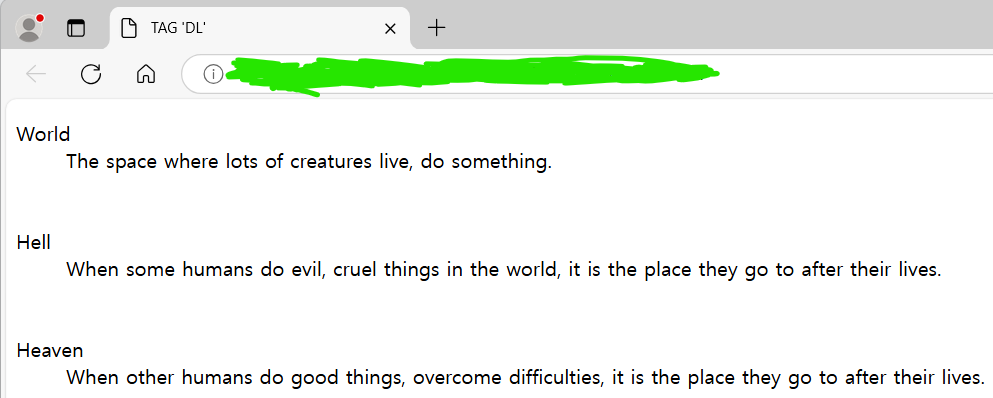 TAG 'DL'
World
The space where lots of creatures live, do something.
Hell
When some humans do evil, cruel things in the world, it is the place they go to after their lives.
Heaven
When other humans do good things, overcome difficulties, it is the place they go to after their lives.